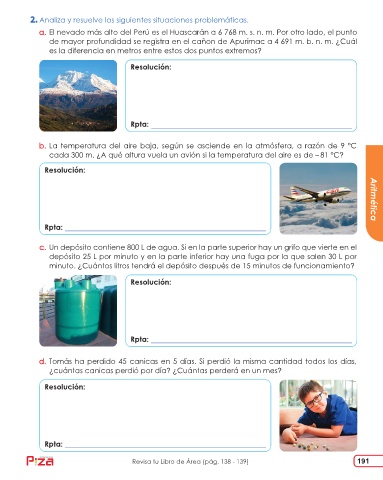 2. Analiza y resuelve las siguientes situaciones problemáticas.
a. El nevado más alto del Perú es el Huascarán a 6 768 m. s. n. m. Por otro lado, el punto
de mayor profundidad se registra en el cañon de Apurímac a 4 691 m. b. n. m. ¿Cuál
es la diferencia en metros entre estos dos puntos extremos?
Resolución:
Rpta:
b. La temperatura del aire baja, según se asciende en la atmósfera, a razón de 9 °C
cada 300 m. ¿A qué altura vuela un avión si la temperatura del aire es de –81 °C?
Resolución:
Rpta:
Aritmética
c. Un depósito contiene 800 L de agua. Si en la parte superior hay un grifo que vierte en el
depósito 25 L por minuto y en la parte inferior hay una fuga por la que salen 30 L por
minuto. ¿Cuántos litros tendrá el depósito después de 15 minutos de funcionamiento?
Resolución:
Rpta:
d. Tomás ha perdido 45 canicas en 5 días. Si perdió la misma cantidad todos los días,
¿cuántas canicas perdió por día? ¿Cuántas perderá en un mes?
Resolución:
Rpta:
Revisa tu Libro de Área (pág. 138 - 139)
191